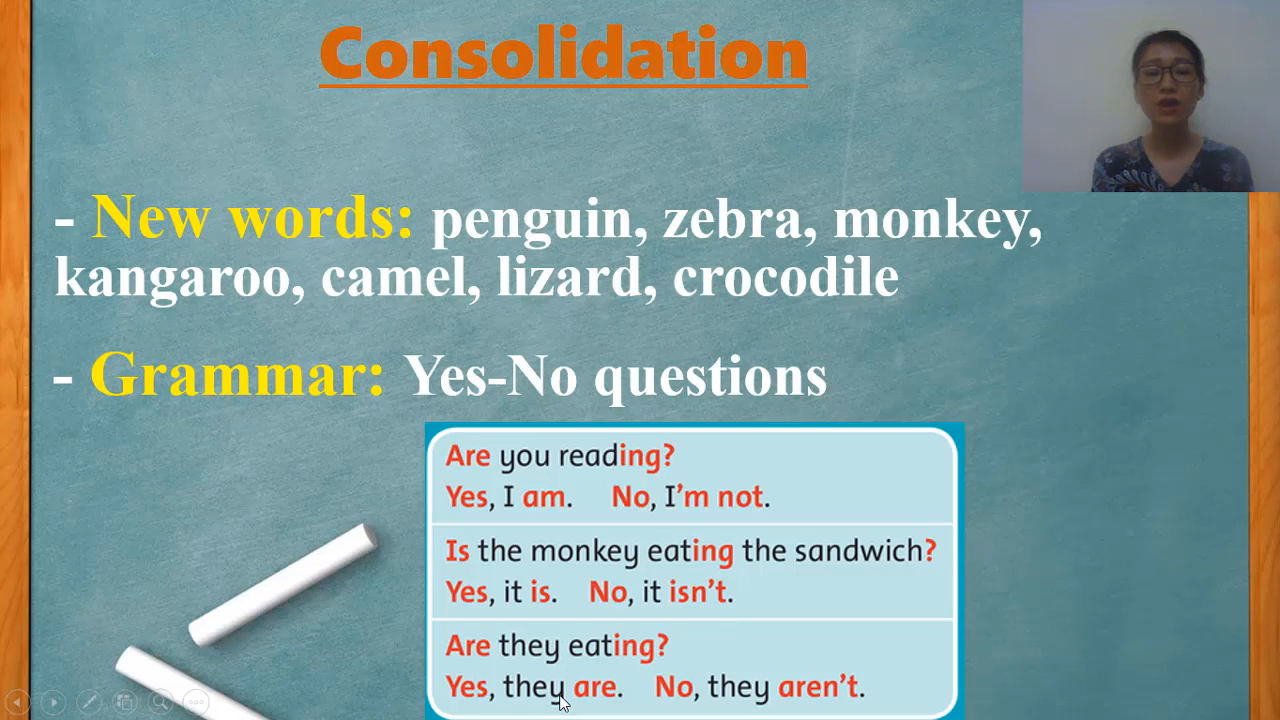 Consolidation
- New words: penguin, zebra, monkey,
kangaroo, camel, lizard, crocodile
- Grammar: Yes-No questions
Are you reading?
Yes, I am. No, I'm not.
Is the monkey eating the sandwich?
Yes, it is. No, it isn't.
Are they eating?
Yes, they are. No, they aren't.